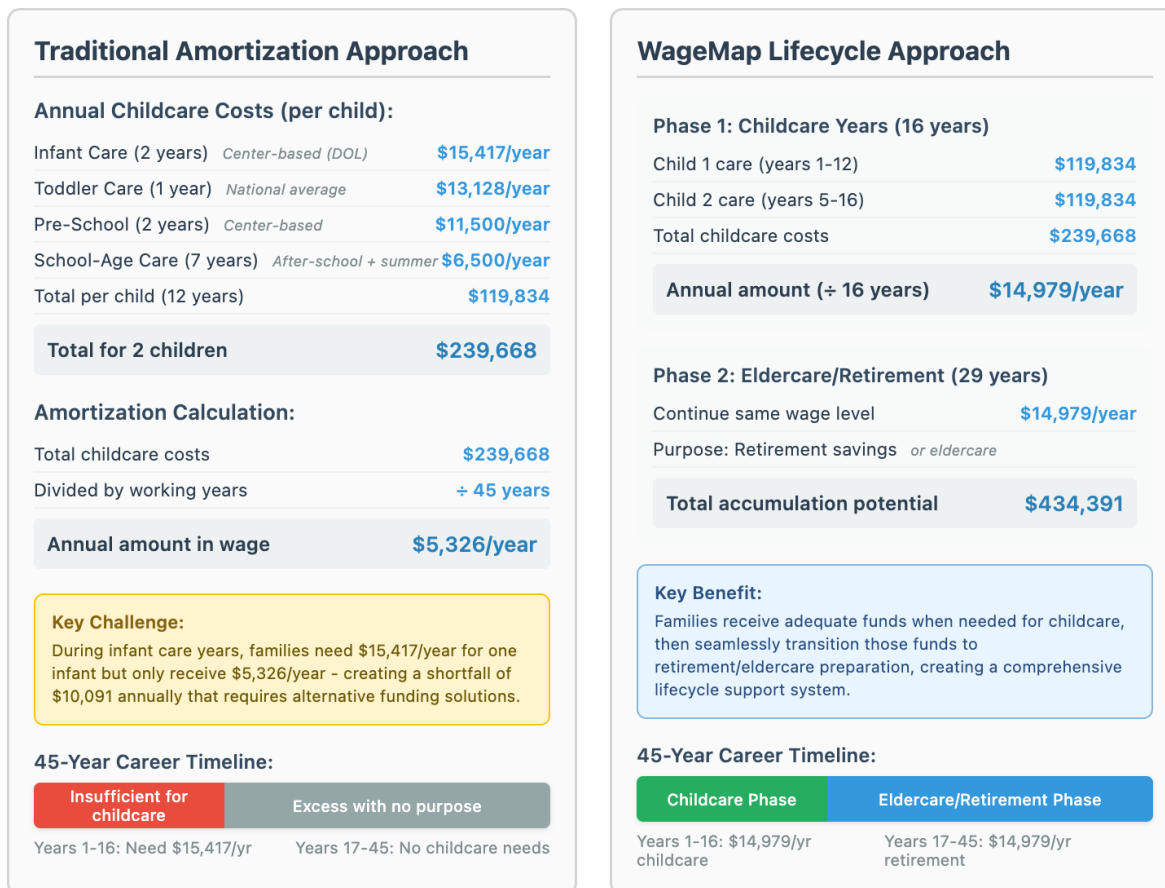 Traditional Amortization Approach
Annual Childcare Costs (per child):
Infant Care (2 years) Center-based (DOL) $15,417/year
Toddler Care (1 year) National average $13,128/year
Pre-School (2 years) Center-based $11,500/year
School-Age Care (7 years) After-school + summer $6,500/year
Total per child (12 years) $119,834
Total for 2 children $239,668
Amortization Calculation:
Total childcare costs $239,668
Divided by working years ÷ 45 years
Annual amount in wage $5,326/year
Key Challenge:
During infant care years, families need $15,417/year for one
infant but only receive $5,326/year - creating a shortfall of
$10,091 annually that requires alternative funding solutions.
45-Year Career Timeline:
Insufficient for
childcare
Excess with no purpose
Years 1-16: Need $15,417/yr
Years 17-45: No childcare needs
WageMap Lifecycle Approach
Phase 1: Childcare Years (16 years)
Child 1 care (years 1-12) $119,834
Child 2 care (years 5-16) $119,834
Total childcare costs $239,668
Annual amount (÷ 16 years) $14,979/year
Phase 2: Eldercare/Retirement (29 years)
Continue same wage level $14,979/year
Purpose: Retirement savings or eldercare
Total accumulation potential $434,391
Key Benefit:
Families receive adequate funds when needed for childcare,
then seamlessly transition those funds to
retirement/eldercare preparation, creating a comprehensive
lifecycle support system.
45-Year Career Timeline:
Childcare Phase
Eldercare/Retirement Phase
Years 1-16: $14,979/yr
childcare
Years 17-45: $14,979/yr
retirement